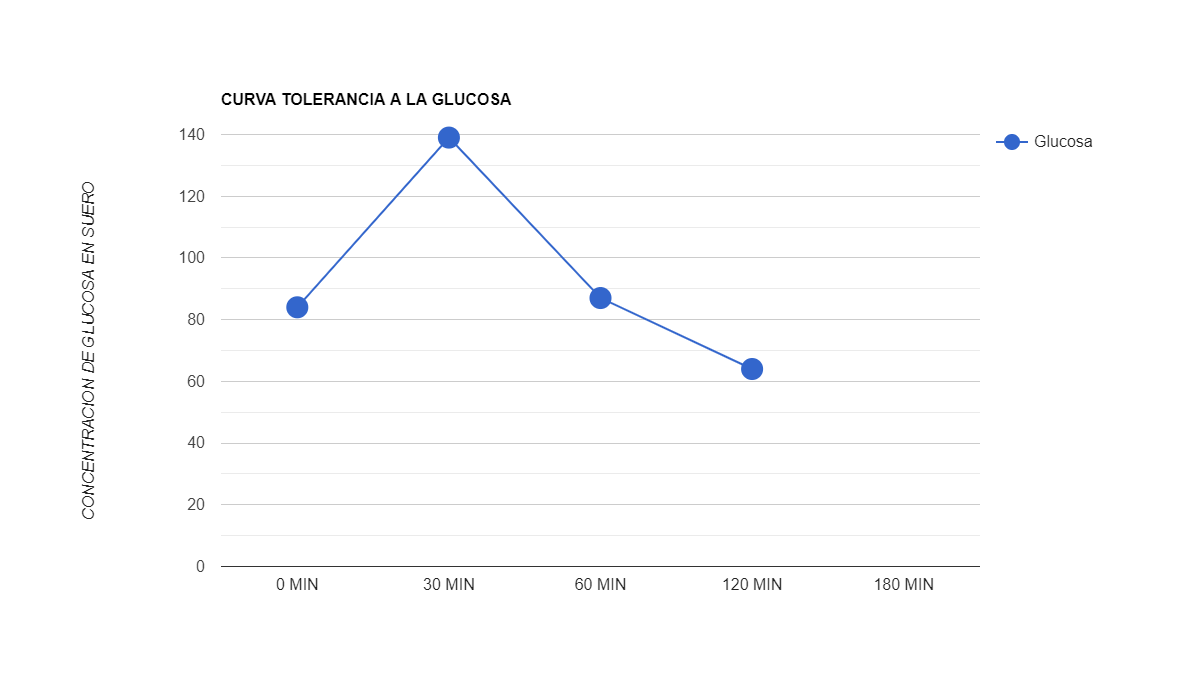 CURVA TOLERANCIA A LA GLUCOSA
Glucosa
CONCENTRACION DE GLUCOSA EN SUERO
140
120
100
80
60
40
20
0
0 MIN
30 MIN
60 MIN
120 MIN
180 MIN